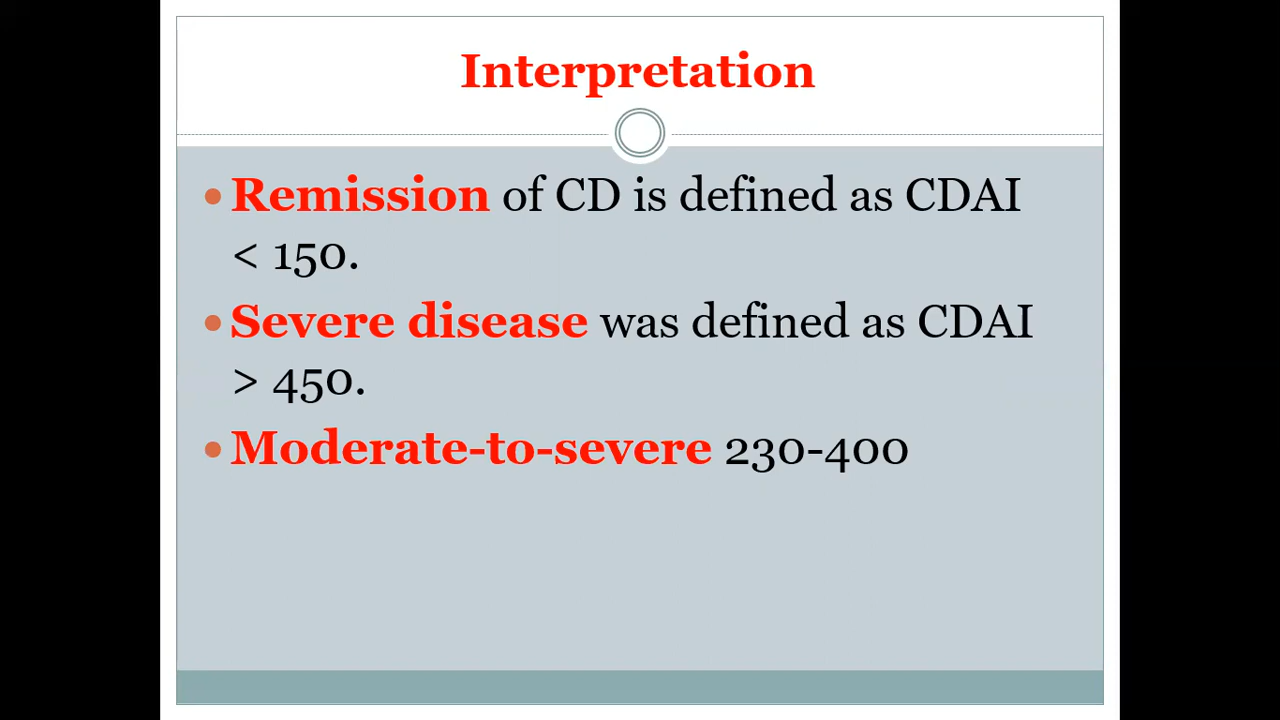 Interpretation
Remission of CD is defined as CDAI
< 150.
Severe disease was defined as CDAI
> 450.
Moderate-to-severe 230-400